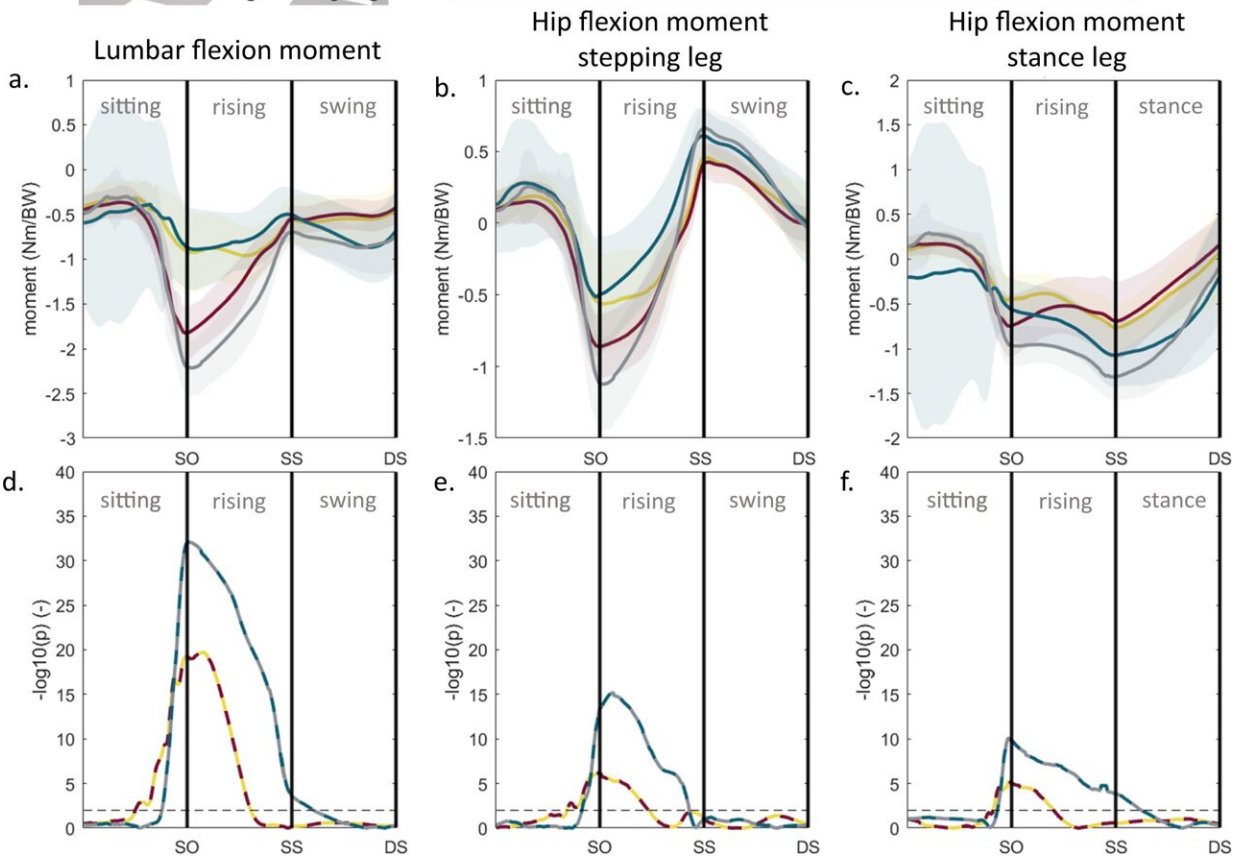 Lumbar flexion moment
Hip flexion moment
stepping leg
Hip flexion moment
stance leg
a.
sitting
rising
swing
1
0.5
0
-0.5
-1
-1.5
-2
-2.5
-3
moment (Nm/BW)
SO
SS
DS
b.
sitting
rising
swing
1
0.5
0
-0.5
-1
-1.5
moment (Nm/BW)
SO
SS
DS
c.
sitting
rising
stance
2
1.5
1
0.5
0
-0.5
-1
-1.5
-2
moment (Nm/BW)
SO
SS
DS
d.
sitting
rising
swing
40
35
30
25
20
15
10
5
0
-log10(p) (-)
SO
SS
DS
e.
sitting
rising
swing
40
35
30
25
20
15
10
5
0
-log10(p) (-)
SO
SS
DS
f.
sitting
rising
stance
40
35
30
25
20
15
10
5
0
-log10(p) (-)
SO
SS
DS